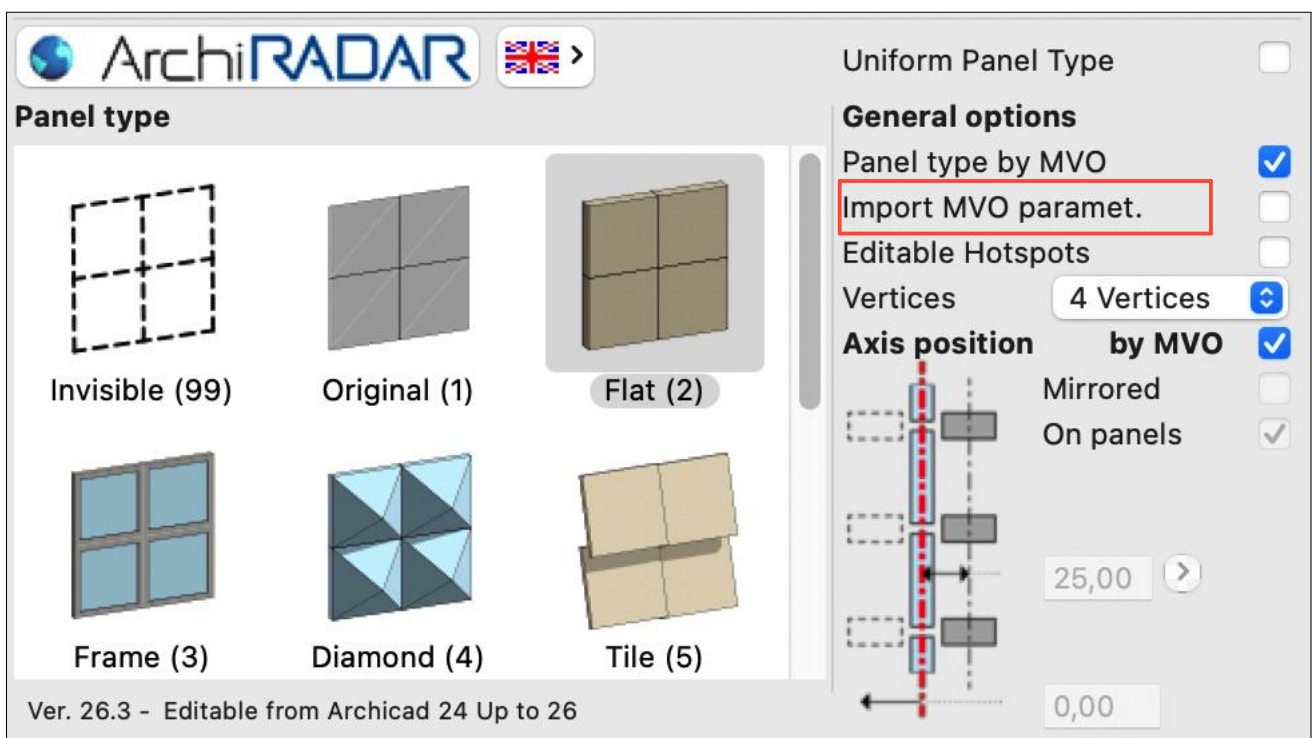 ArchiRADAR
Panel type
Invisible (99)
Original (1)
Flat (2)
Frame (3)
Diamond (4)
Tile (5)
Ver. 26.3 - Editable from Archicad 24 Up to 26
Uniform Panel Type
General options
Panel type by MVO
Import MVO paramet.
Editable Hotspots
Vertices 4 Vertices
Axis position by MVO
Mirrored
On panels
25,00
0,00